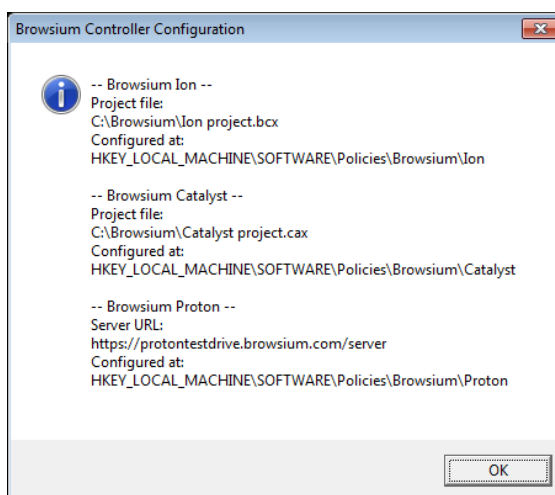 Browsium Controller Configuration
-- Browsium Ion --
Project file:
C:\Browsium\Ion project.bcx
Configured at:
HKEY_LOCAL_MACHINE\SOFTWARE\Policies\Browsium\Ion
-- Browsium Catalyst --
Project file:
C:\Browsium\Catalyst project.cax
Configured at:
HKEY_LOCAL_MACHINE\SOFTWARE\Policies\Browsium\Catalyst
-- Browsium Proton --
Server URL:
https://protontestdrive.browsium.com/server
Configured at:
HKEY_LOCAL_MACHINE\SOFTWARE\Policies\Browsium\Proton
OK